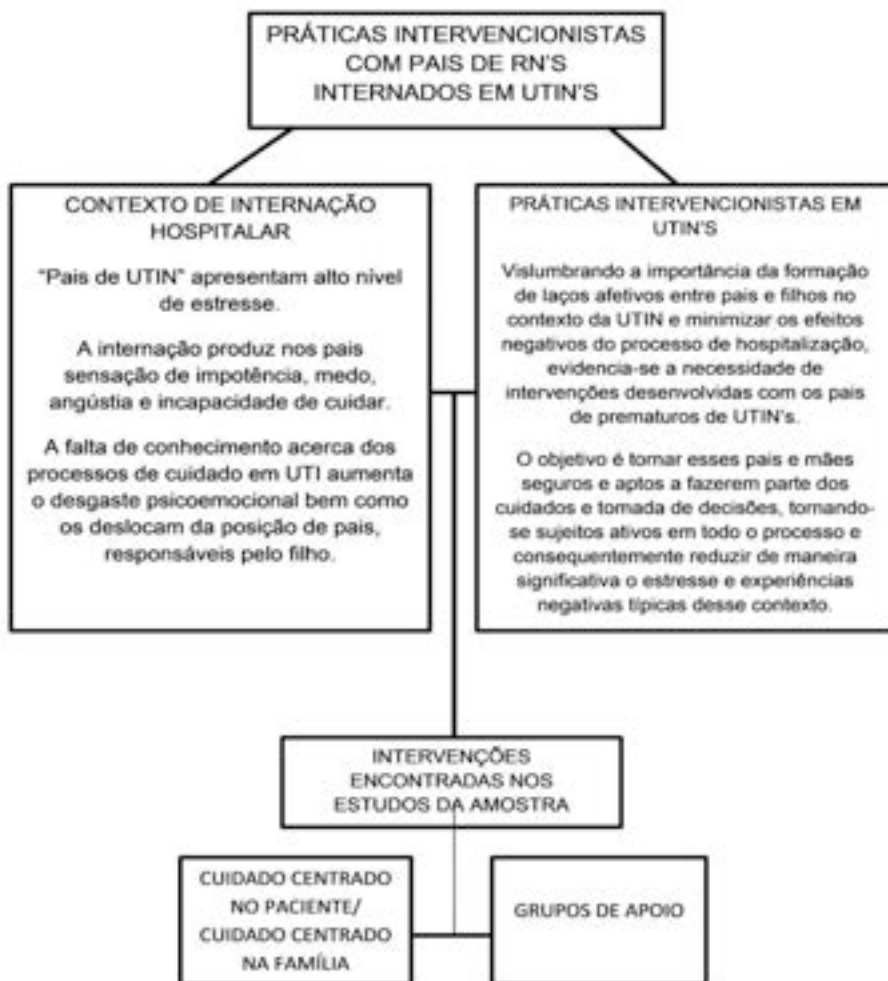 PRÁTICAS INTERVENCIONISTAS
COM PAIS DE RN'S
INTERNADOS EM UTIN'S
CONTEXTO DE INTERNAÇÃO
HOSPITALAR
"Pais de UTIN" apresentam alto nível
de estresse.
A internação produz nos pais
sensação de impotência, medo,
angústia e incapacidade de cuidar.
A falta de conhecimento acerca dos
processos de cuidado em UTI aumenta
o desgaste psicoemocional bem como
os deslocam da posição de pais,
responsáveis pelo filho.
PRÁTICAS INTERVENCIONISTAS EM
UTIN'S
Vislumbrando a importância da formação
de laços afetivos entre pais e filhos no
contexto da UTIN e minimizar os efeitos
negativos do processo de hospitalização,
evidencia-se a necessidade de
intervenções desenvolvidas com os pais
de prematuros de UTIN's.
O objetivo é tornar esses pais e mães
seguros e aptos a fazerem parte dos
cuidados e tomada de decisões, tornando-
se sujeitos ativos em todo o processo e
consequentemente reduzir de maneira
significativa o estresse e experiências
negativas típicas desse contexto.
INTERVENÇÕES
ENCONTRADAS NOS
ESTUDOS DA AMOSTRA
CUIDADO CENTRADO
NO PACIENTE/
CUIDADO CENTRADO
NA FAMÍLIA
GRUPOS DE APOIO